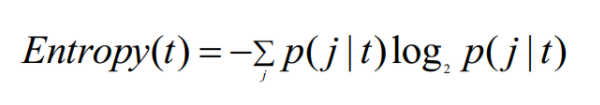 Entropy(t) = −∑_j p(j | t) log_2 p(j | t)